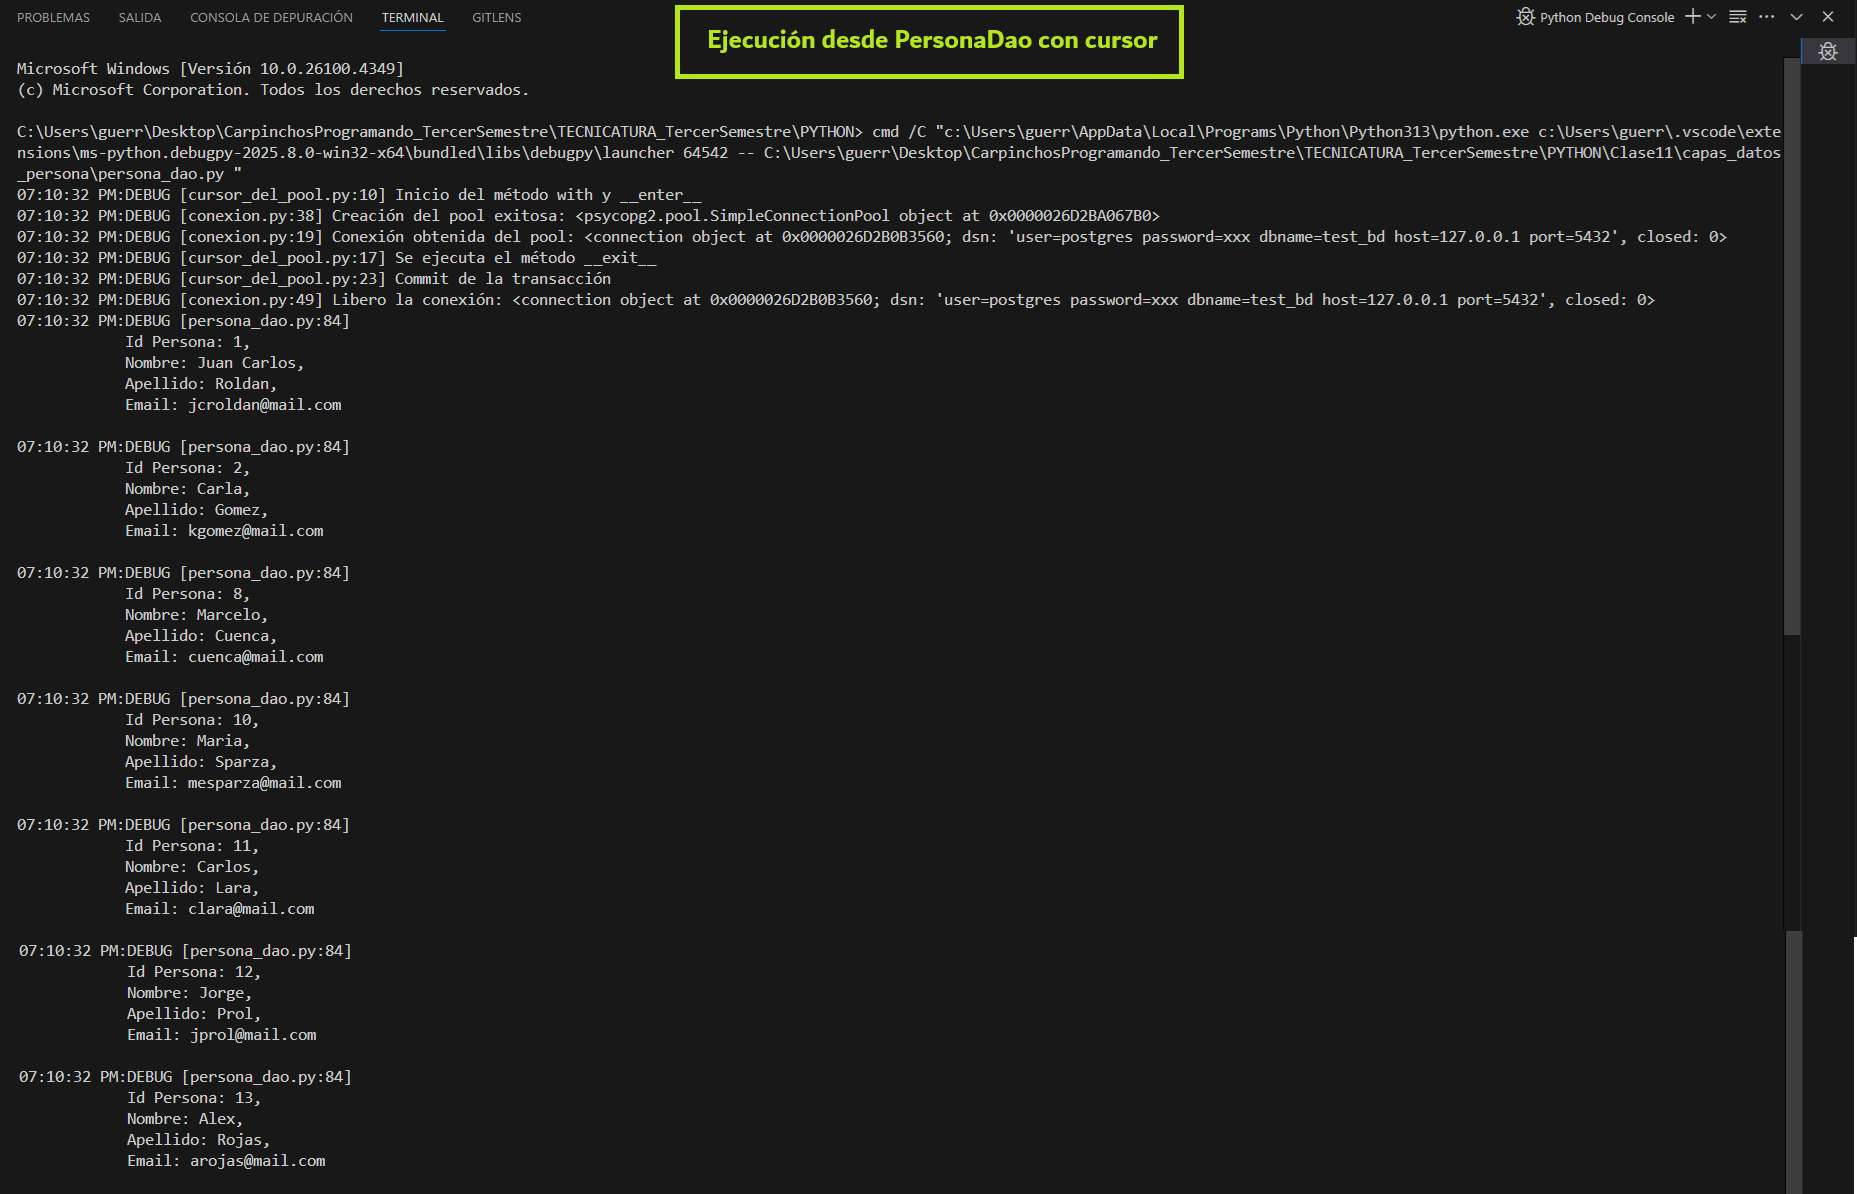 PROBLEMAS SALIDA CONSOLA DE DEPURACIÓN TERMINAL GITLENS
Python Debug Console
Ejecución desde PersonaDao con cursor
Microsoft Windows [Versión 10.0.26100.4349]
(c) Microsoft Corporation. Todos los derechos reservados.
C:\Users\guerr\Desktop\CarpinchosProgramando_TercerSemestre\TECNICATURA_TercerSemestre\PYTHON> cmd /C "c:\Users\guerr\AppData\Local\Programs\Python\Python313\python.exe c:\Users\guerr\.vscode\exte
nsions\ms-python.debugpy-2025.8.0-win32-x64\bundled\libs\debugpy\launcher 64542 -- C:\Users\guerr\Desktop\CarpinchosProgramando_TercerSemestre\TECNICATURA_TercerSemestre\PYTHON\Clase11\capas_datos
_persona\persona_dao.py "
07:10:32 PM:DEBUG [cursor_del_pool.py:10] Inicio del método with y __enter__
07:10:32 PM:DEBUG [conexion.py:38] Creación del pool exitosa: <psycopg2.pool.SimpleConnectionPool object at 0x0000026D2BA067B0>
07:10:32 PM:DEBUG [conexion.py:19] Conexión obtenida del pool: <connection object at 0x0000026D2B0B3560; dsn: 'user=postgres password=xxx dbname=test_bd host=127.0.0.1 port=5432', closed: 0>
07:10:32 PM:DEBUG [cursor_del_pool.py:17] Se ejecuta el método __exit__
07:10:32 PM:DEBUG [cursor_del_pool.py:23] Commit de la transacción
07:10:32 PM:DEBUG [conexion.py:49] Libero la conexión: <connection object at 0x0000026D2B0B3560; dsn: 'user=postgres password=xxx dbname=test_bd host=127.0.0.1 port=5432', closed: 0>
07:10:32 PM:DEBUG [persona_dao.py:84]
Id Persona: 1,
Nombre: Juan Carlos,
Apellido: Roldan,
Email: jcroldan@mail.com
07:10:32 PM:DEBUG [persona_dao.py:84]
Id Persona: 2,
Nombre: Carla,
Apellido: Gomez,
Email: kgomez@mail.com
07:10:32 PM:DEBUG [persona_dao.py:84]
Id Persona: 8,
Nombre: Marcelo,
Apellido: Cuenca,
Email: cuenca@mail.com
07:10:32 PM:DEBUG [persona_dao.py:84]
Id Persona: 10,
Nombre: Maria,
Apellido: Sparza,
Email: mesparza@mail.com
07:10:32 PM:DEBUG [persona_dao.py:84]
Id Persona: 11,
Nombre: Carlos,
Apellido: Lara,
Email: clara@mail.com
07:10:32 PM:DEBUG [persona_dao.py:84]
Id Persona: 12,
Nombre: Jorge,
Apellido: Prol,
Email: jprol@mail.com
07:10:32 PM:DEBUG [persona_dao.py:84]
Id Persona: 13,
Nombre: Alex,
Apellido: Rojas,
Email: arojas@mail.com